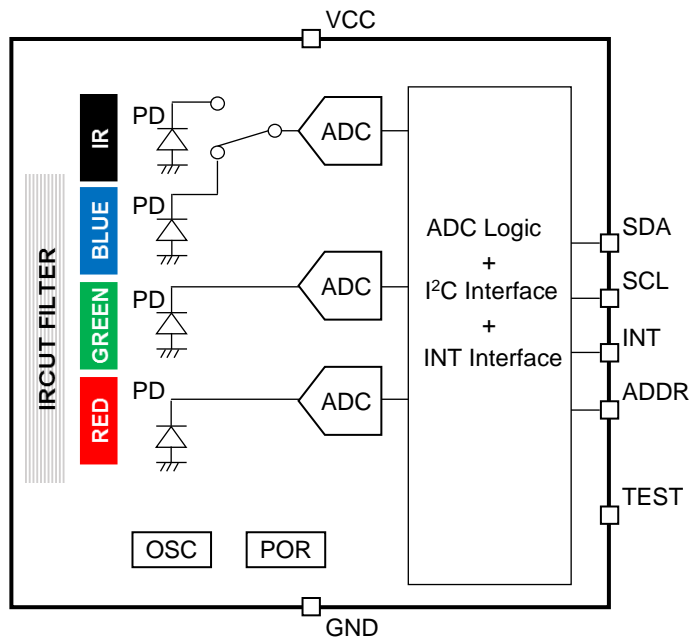 VCC
IR
PD
ADC
BLUE
PD
IRCUT FILTER
GREEN
PD
ADC
RED
PD
ADC
ADC Logic
+
I²C Interface
+
INT Interface
SDA
SCL
INT
ADDR
TEST
OSC
POR
GND